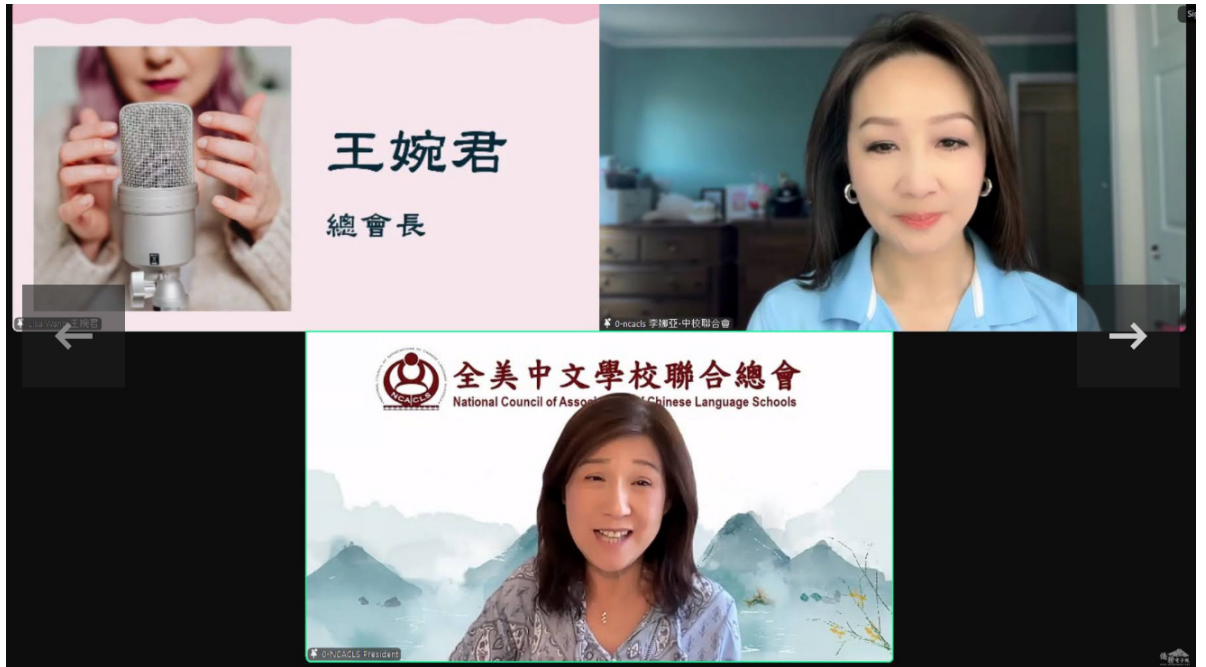 王婉君
總會長
Lisa Wang 王婉君
0-ncacls 李娜亞-中校聯合會
NCACLS
全美中文學校聯合總會
National Council of Asso Chinese Language Schools
0-NCACLS President